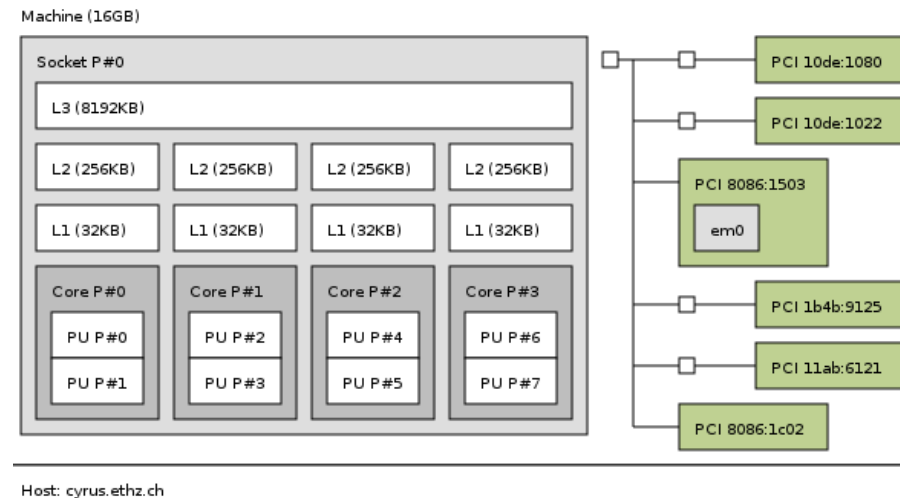 Machine (16GB)
Socket P#0
L3 (8192KB)
L2 (256KB) L2 (256KB) L2 (256KB) L2 (256KB)
L1 (32KB) L1 (32KB) L1 (32KB) L1 (32KB)
Core P#0 Core P#1 Core P#2 Core P#3
PU P#0 PU P#2 PU P#4 PU P#6
PU P#1 PU P#3 PU P#5 PU P#7
PCI 10de:1080
PCI 10de:1022
PCI 8086:1503
em0
PCI 1b4b:9125
PCI 11ab:6121
PCI 8086:1c02
Host: cyrus.ethz.ch